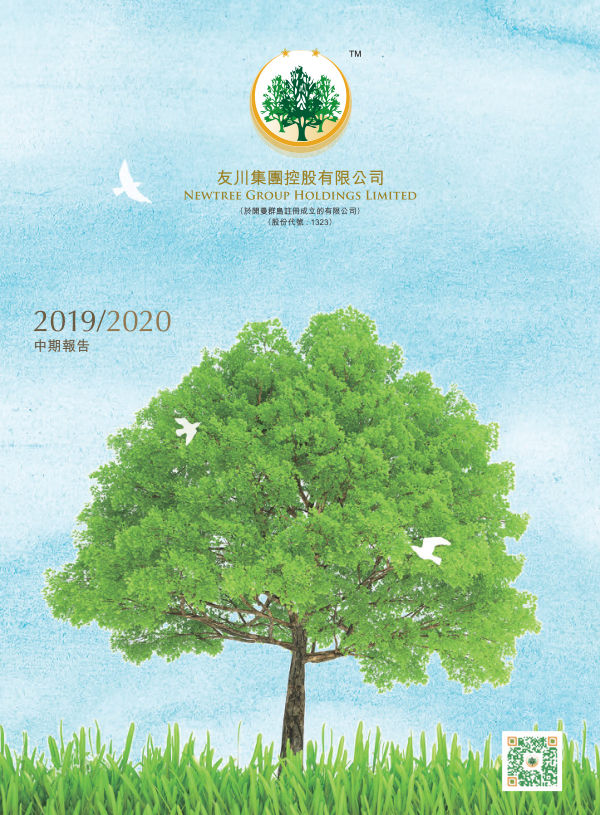 TM
友川集團控股有限公司
NEWTREE GROUP HOLDINGS LIMITED
（於開曼群島註冊成立的有限公司）
（股份代號：1323）
2019/2020
中期報告